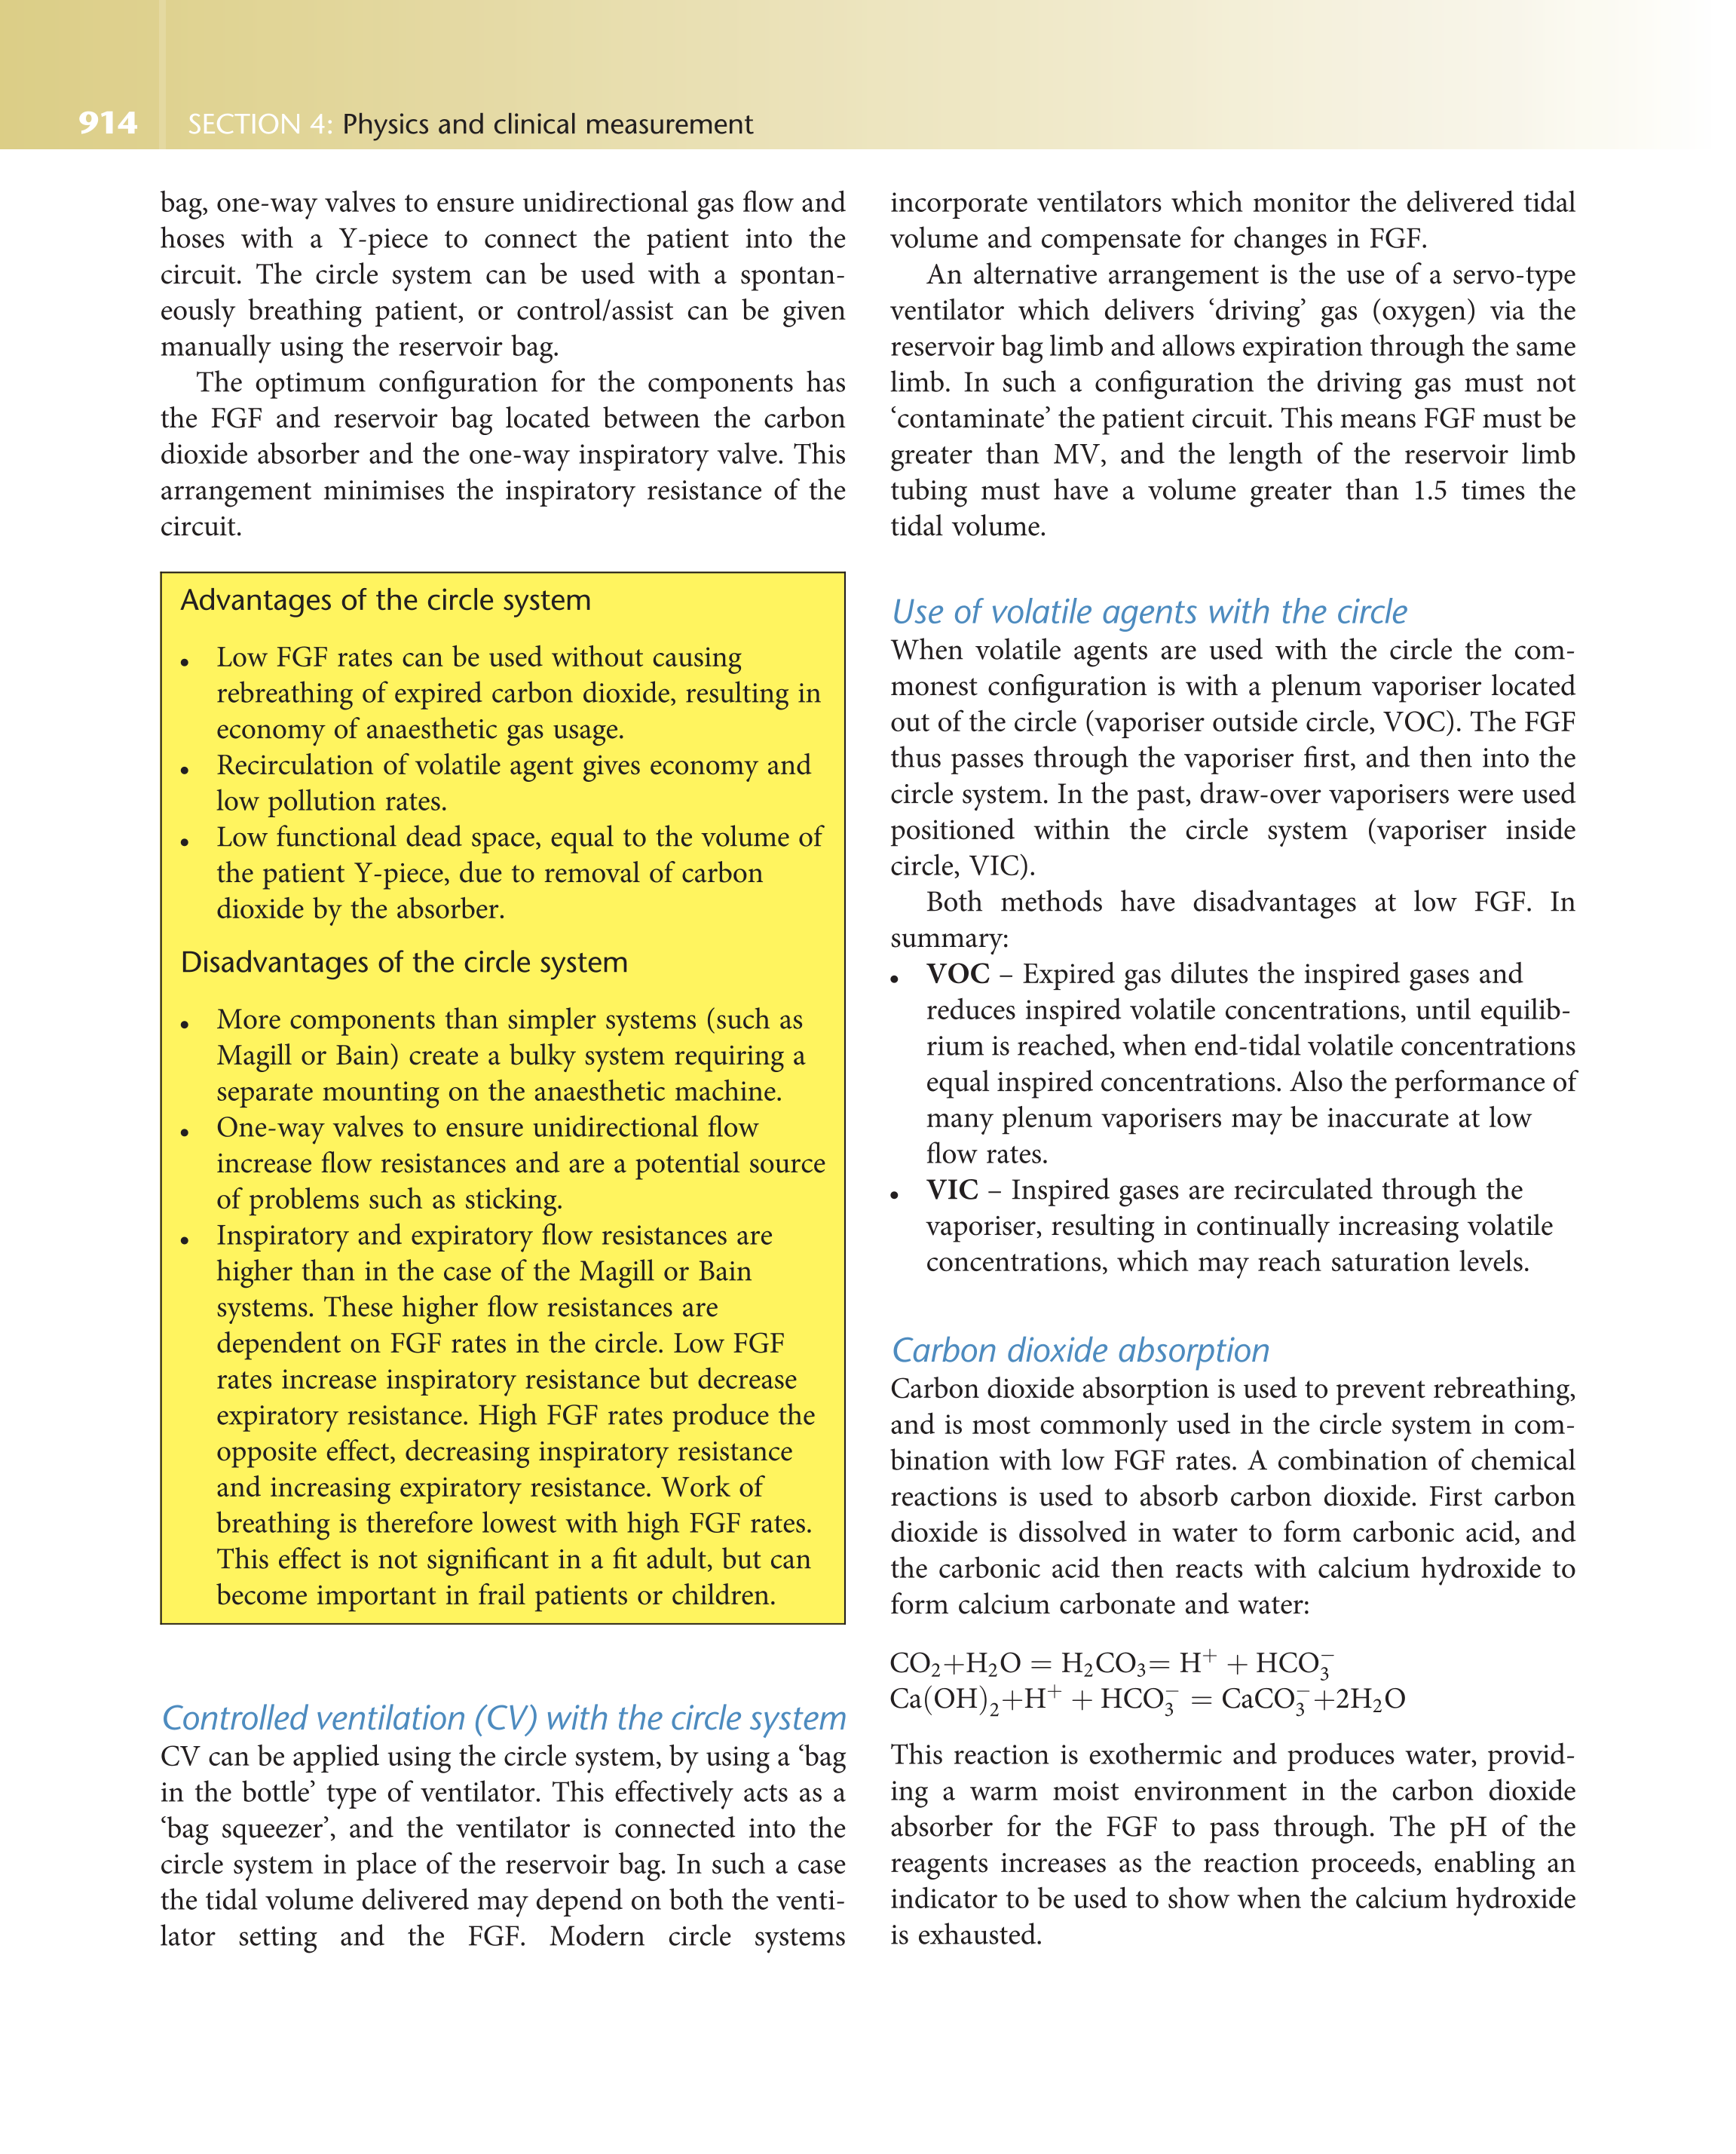 914 SECTION 4: Physics and clinical measurement
bag, one-way valves to ensure unidirectional gas flow and
hoses with a Y-piece to connect the patient into the
circuit. The circle system can be used with a spontan-
eously breathing patient, or control/assist can be given
manually using the reservoir bag.
The optimum configuration for the components has
the FGF and reservoir bag located between the carbon
dioxide absorber and the one-way inspiratory valve. This
arrangement minimises the inspiratory resistance of the
circuit.
Advantages of the circle system
• Low FGF rates can be used without causing
rebreathing of expired carbon dioxide, resulting in
economy of anaesthetic gas usage.
• Recirculation of volatile agent gives economy and
low pollution rates.
• Low functional dead space, equal to the volume of
the patient Y-piece, due to removal of carbon
dioxide by the absorber.
Disadvantages of the circle system
• More components than simpler systems (such as
Magill or Bain) create a bulky system requiring a
separate mounting on the anaesthetic machine.
• One-way valves to ensure unidirectional flow
increase flow resistances and are a potential source
of problems such as sticking.
• Inspiratory and expiratory flow resistances are
higher than in the case of the Magill or Bain
systems. These higher flow resistances are
dependent on FGF rates in the circle. Low FGF
rates increase inspiratory resistance but decrease
expiratory resistance. High FGF rates produce the
opposite effect, decreasing inspiratory resistance
and increasing expiratory resistance. Work of
breathing is therefore lowest with high FGF rates.
This effect is not significant in a fit adult, but can
become important in frail patients or children.
Controlled ventilation (CV) with the circle system
CV can be applied using the circle system, by using a ‘bag
in the bottle’ type of ventilator. This effectively acts as a
‘bag squeezer’, and the ventilator is connected into the
circle system in place of the reservoir bag. In such a case
the tidal volume delivered may depend on both the venti-
lator setting and the FGF. Modern circle systems
incorporate ventilators which monitor the delivered tidal
volume and compensate for changes in FGF.
An alternative arrangement is the use of a servo-type
ventilator which delivers ‘driving’ gas (oxygen) via the
reservoir bag limb and allows expiration through the same
limb. In such a configuration the driving gas must not
‘contaminate’ the patient circuit. This means FGF must be
greater than MV, and the length of the reservoir limb
tubing must have a volume greater than 1.5 times the
tidal volume.
Use of volatile agents with the circle
When volatile agents are used with the circle the com-
monest configuration is with a plenum vaporiser located
out of the circle (vaporiser outside circle, VOC). The FGF
thus passes through the vaporiser first, and then into the
circle system. In the past, draw-over vaporisers were used
positioned within the circle system (vaporiser inside
circle, VIC).
Both methods have disadvantages at low FGF. In
summary:
• VOC – Expired gas dilutes the inspired gases and
reduces inspired volatile concentrations, until equilib-
rium is reached, when end-tidal volatile concentrations
equal inspired concentrations. Also the performance of
many plenum vaporisers may be inaccurate at low
flow rates.
• VIC – Inspired gases are recirculated through the
vaporiser, resulting in continually increasing volatile
concentrations, which may reach saturation levels.
Carbon dioxide absorption
Carbon dioxide absorption is used to prevent rebreathing,
and is most commonly used in the circle system in com-
bination with low FGF rates. A combination of chemical
reactions is used to absorb carbon dioxide. First carbon
dioxide is dissolved in water to form carbonic acid, and
the carbonic acid then reacts with calcium hydroxide to
form calcium carbonate and water:
CO₂+H₂O = H₂CO₃= H⁺ + HCO₃⁻
Ca(OH)₂+H⁺ + HCO₃⁻ = CaCO₃⁻+2H₂O
This reaction is exothermic and produces water, provid-
ing a warm moist environment in the carbon dioxide
absorber for the FGF to pass through. The pH of the
reagents increases as the reaction proceeds, enabling an
indicator to be used to show when the calcium hydroxide
is exhausted.